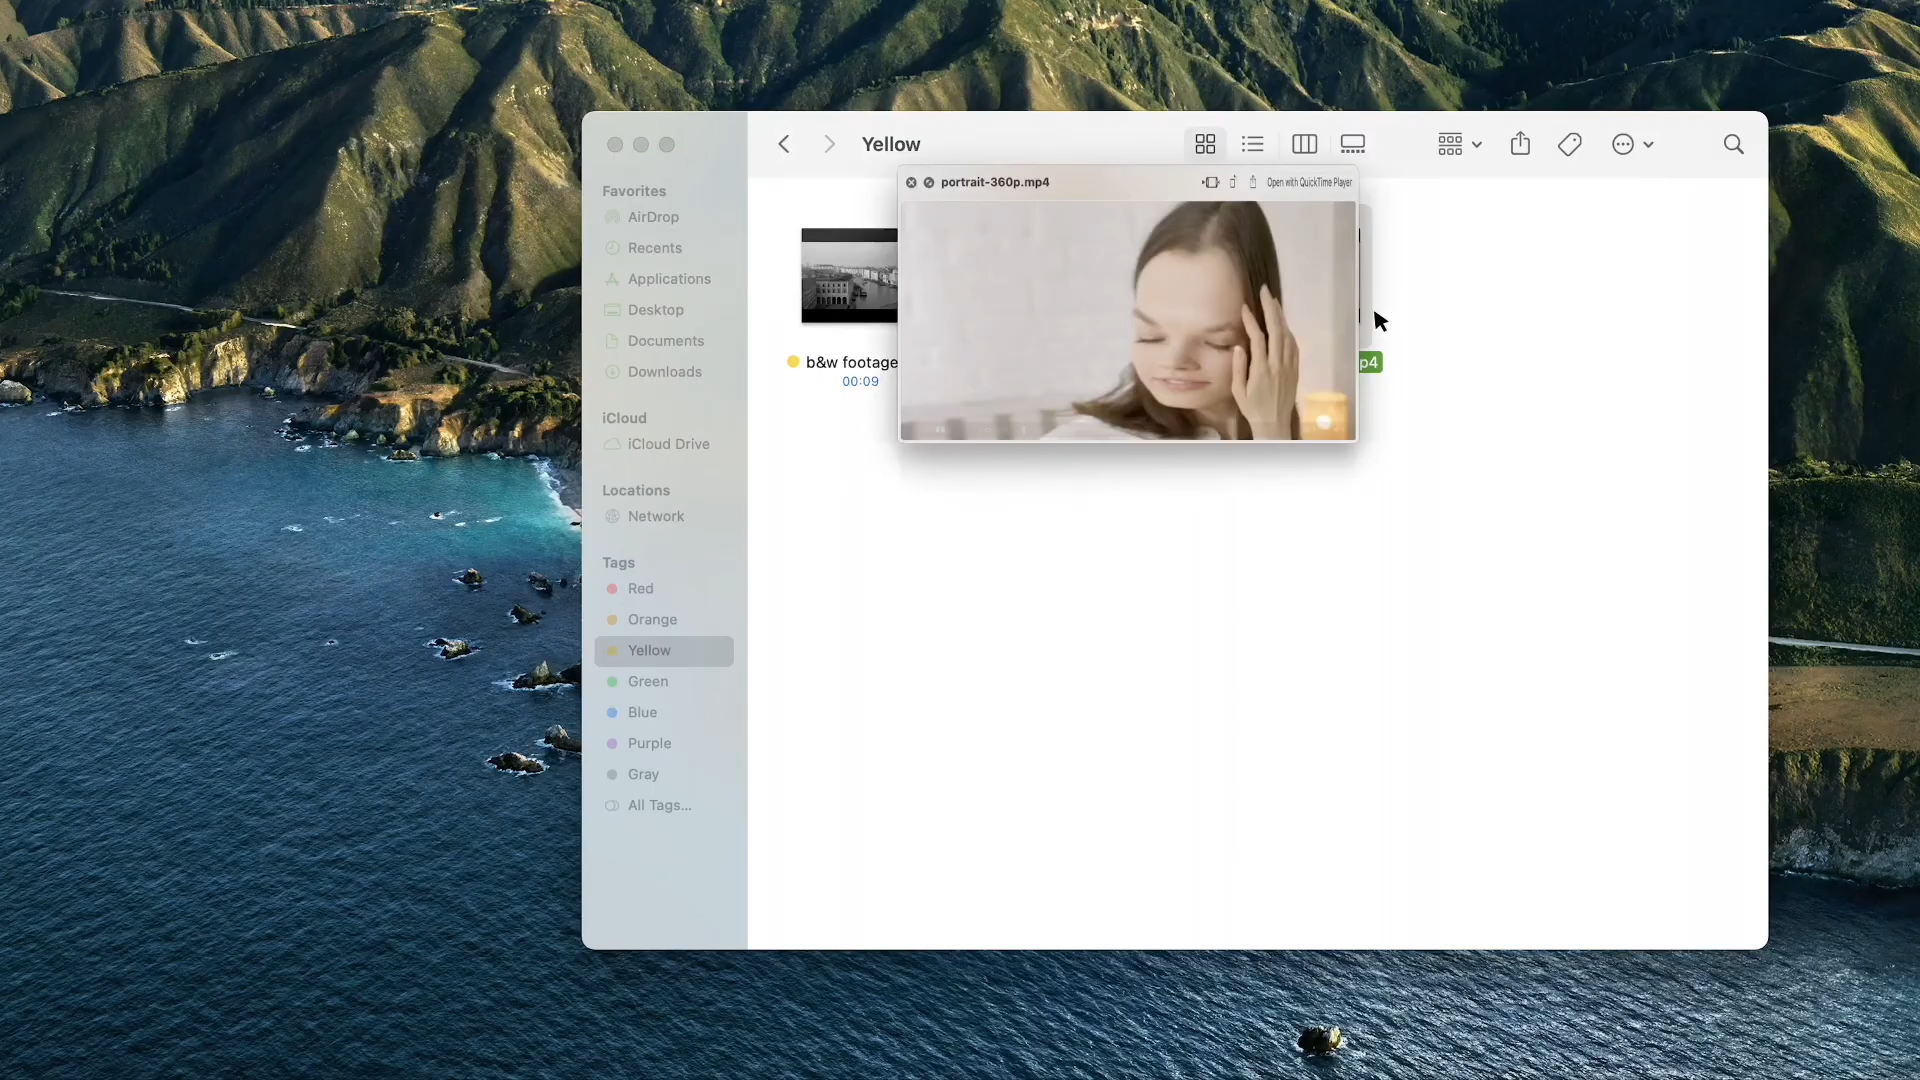 Yellow
portrait-360p.mp4
Open with QuickTime Player
Favorites
AirDrop
Recents
Applications
Desktop
Documents
Downloads
iCloud
iCloud Drive
Locations
Network
Tags
Red
Orange
Yellow
Green
Blue
Purple
Gray
All Tags...
b&w footage
00:09
p4